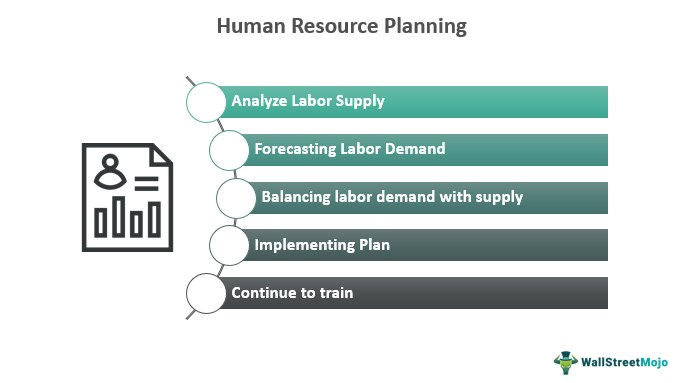 Human Resource Planning
Analyze Labor Supply
Forecasting Labor Demand
Balancing labor demand with supply
Implementing Plan
Continue to train
WallStreetMojo